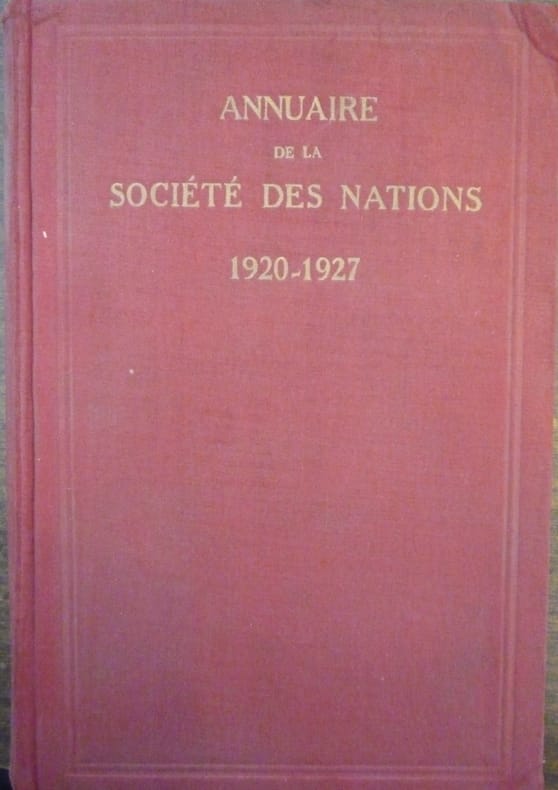 ANNUAIRE
DE LA
SOCIÉTÉ DES NATIONS
1920-1927